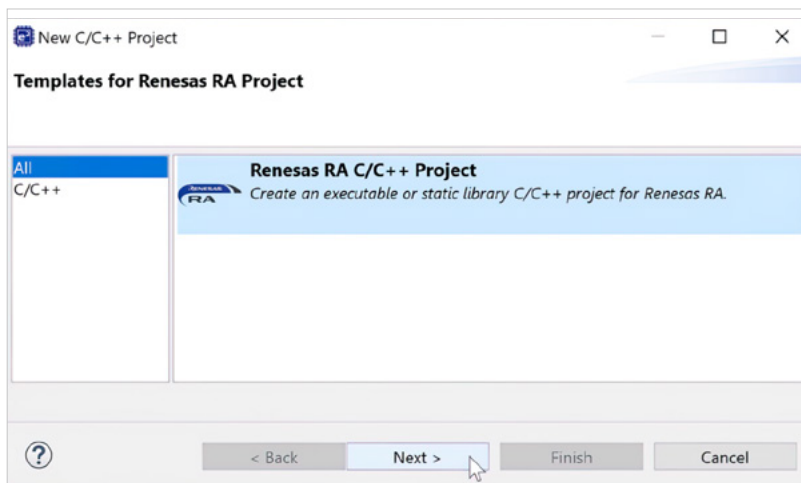 New C/C++ Project
Templates for Renesas RA Project
All
C/C++
Renesas RA C/C++ Project
RENESAS
RA
Create an executable or static library C/C++ project for Renesas RA.
?
< Back
Next >
Finish
Cancel